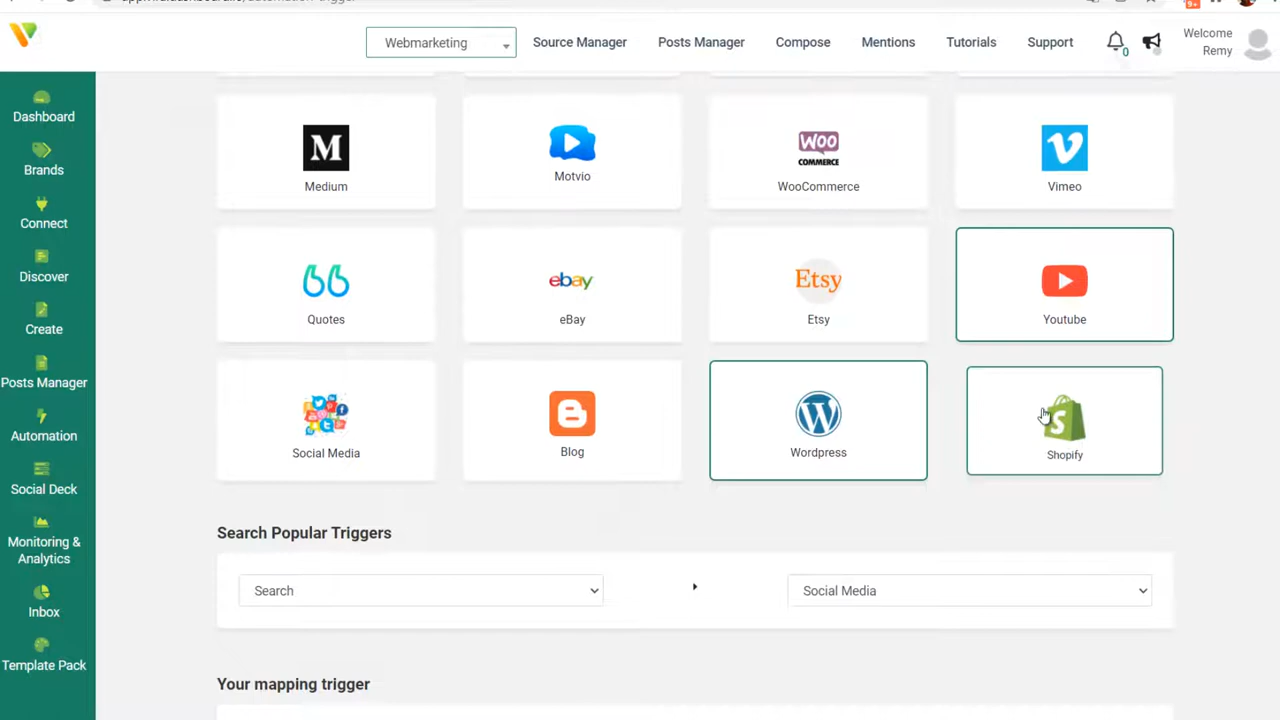 Webmarketing
Source Manager
Posts Manager
Compose
Mentions
Tutorials
Support
0
9+
Welcome
Remy
Dashboard
Brands
Connect
Discover
Create
Posts Manager
Automation
Social Deck
Monitoring &
Analytics
Inbox
Template Pack
M
Medium
Motvio
WOO
COMMERCE
WooCommerce
Vimeo
Quotes
ebay
eBay
Etsy
Etsy
Youtube
Social Media
Blog
Wordpress
Shopify
Search Popular Triggers
Search
Social Media
Your mapping trigger